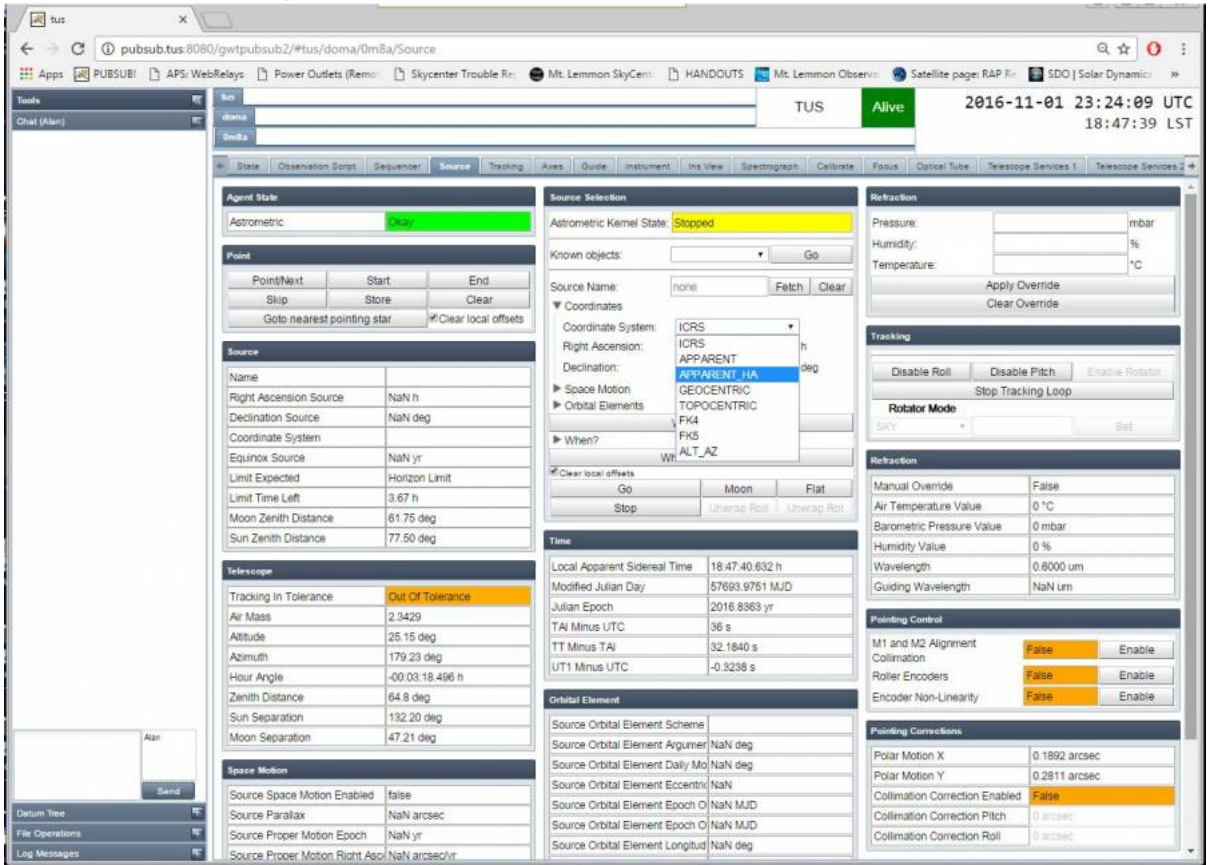 tus
pubsub.tus:8080/gwtpubsub2/#tus/doma/0m8a/Source
Apps PUBSUB! APS: WebRelays Power Outlets (Remo Skycenter Trouble Re Mt. Lemmon SkyCen HANDOUTS Mt. Lemmon Observ Satellite page: RAP R SDO | Solar Dynamic »
Tools
Chat (Alan)
tus
doma
0m8a
TUS
Alive
2016-11-01 23:24:09 UTC
18:47:39 LST
State Observation Script Sequencer Source Tracking Axes Guide Instrument Ins View Spectrograph Calibrate Focus Optical Tube Telescope Services 1 Telescope Services 2
Agent State
Astrometric Okay
Point
Point/Next Start End
Skip Store Clear
Goto nearest pointing star Clear local offsets
Source
Name
Right Ascension Source NaN h
Declination Source NaN deg
Coordinate System
Equinox Source NaN yr
Limit Expected Horizon Limit
Limit Time Left 3.67 h
Moon Zenith Distance 61.75 deg
Sun Zenith Distance 77.50 deg
Telescope
Tracking In Tolerance Out Of Tolerance
Air Mass 2.3429
Altitude 25.15 deg
Azimuth 179.23 deg
Hour Angle -00:03:18.496 h
Zenith Distance 64.8 deg
Sun Separation 132.20 deg
Moon Separation 47.21 deg
Space Motion
Source Space Motion Enabled false
Source Parallax NaN arcsec
Source Proper Motion Epoch NaN yr
Source Proper Motion Right Asc NaN arcsec/yr
Source Selection
Astrometric Kernel State: Stopped
Known objects: Go
Source Name: none Fetch Clear
Coordinates
Coordinate System: ICRS
Right Ascension: h
Declination: deg
ICRS
APPARENT
APPARENT_HA
GEOCENTRIC
TOPOCENTRIC
FK4
FK5
ALT_AZ
Space Motion
Orbital Elements
When?
Wh
Clear local offsets
Go Moon Flat
Stop Unwrap Roll Unwrap Rot
Time
Local Apparent Sidereal Time 18:47:40.632 h
Modified Julian Day 57693.9751 MJD
Julian Epoch 2016.8363 yr
TAI Minus UTC 36 s
TT Minus TAI 32.1840 s
UT1 Minus UTC -0.3238 s
Orbital Element
Source Orbital Element Scheme
Source Orbital Element Argumer NaN deg
Source Orbital Element Daily Mo NaN deg
Source Orbital Element Eccentri NaN
Source Orbital Element Epoch O NaN MJD
Source Orbital Element Epoch O NaN MJD
Source Orbital Element Longitud NaN deg
Refraction
Pressure: mbar
Humidity: %
Temperature: °C
Apply Override
Clear Override
Tracking
Disable Roll Disable Pitch Enable Rotator
Stop Tracking Loop
Rotator Mode
SKY Set
Refraction
Manual Override False
Air Temperature Value 0 °C
Barometric Pressure Value 0 mbar
Humidity Value 0 %
Wavelength 0.6000 um
Guiding Wavelength NaN um
Pointing Control
M1 and M2 Alignment
Collimation False Enable
Roller Encoders False Enable
Encoder Non-Linearity False Enable
Pointing Corrections
Polar Motion X 0.1892 arcsec
Polar Motion Y 0.2811 arcsec
Collimation Correction Enabled False
Collimation Correction Pitch 0 arcsec
Collimation Correction Roll 0 arcsec
Alan
Send
Datum Tree
File Operations
Log Messages